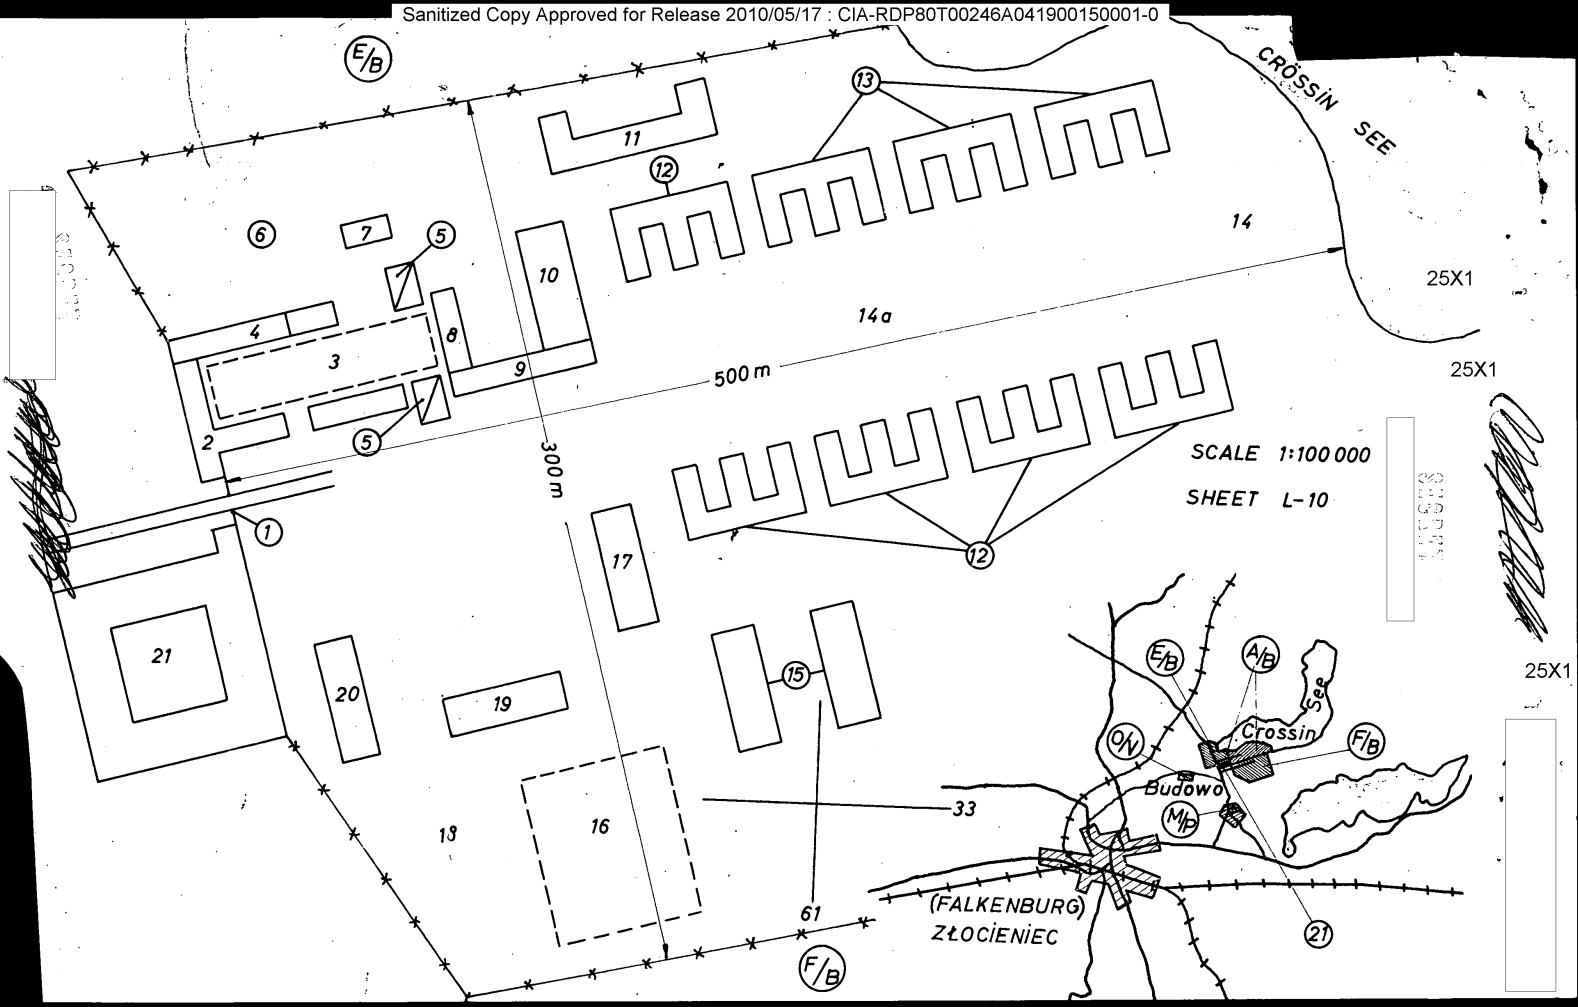 Sanitized Copy Approved for Release 2010/05/17 : CIA-RDP80T00246A041900150001-0
E/B
CRÖSSIN SEE
13
11
12
14
6
7
5
10
25X1
14a
4
8
3
9
25X1
500 m
2
5
300 m
SCALE 1:100 000
SHEET L-10
1
12
17
21
20
19
15
25X1
E/B
A/B
See
Crossin
O/V
F/B
Budowo
M/P
16
33
18
61
(FALKENBURG)
ZŁOCIENIEC
21
F/B